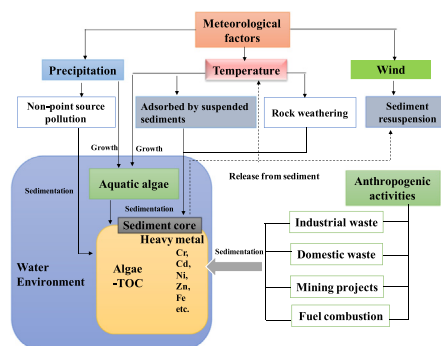 Meteorological
factors
Precipitation
Temperature
Wind
Non-point source
pollution
Adsorbed by suspended
sediments
Rock weathering
Sediment
resuspension
Growth
Growth
Sedimentation
Release from sediment
Aquatic algae
Anthropogenic
activities
Sedimentation
Sediment core
Heavy metal
Cr,
Cd,
Ni,
Zn,
Fe
etc.
Algae
-TOC
Water
Environment
Sedimentation
Industrial waste
Domestic waste
Mining projects
Fuel combustion